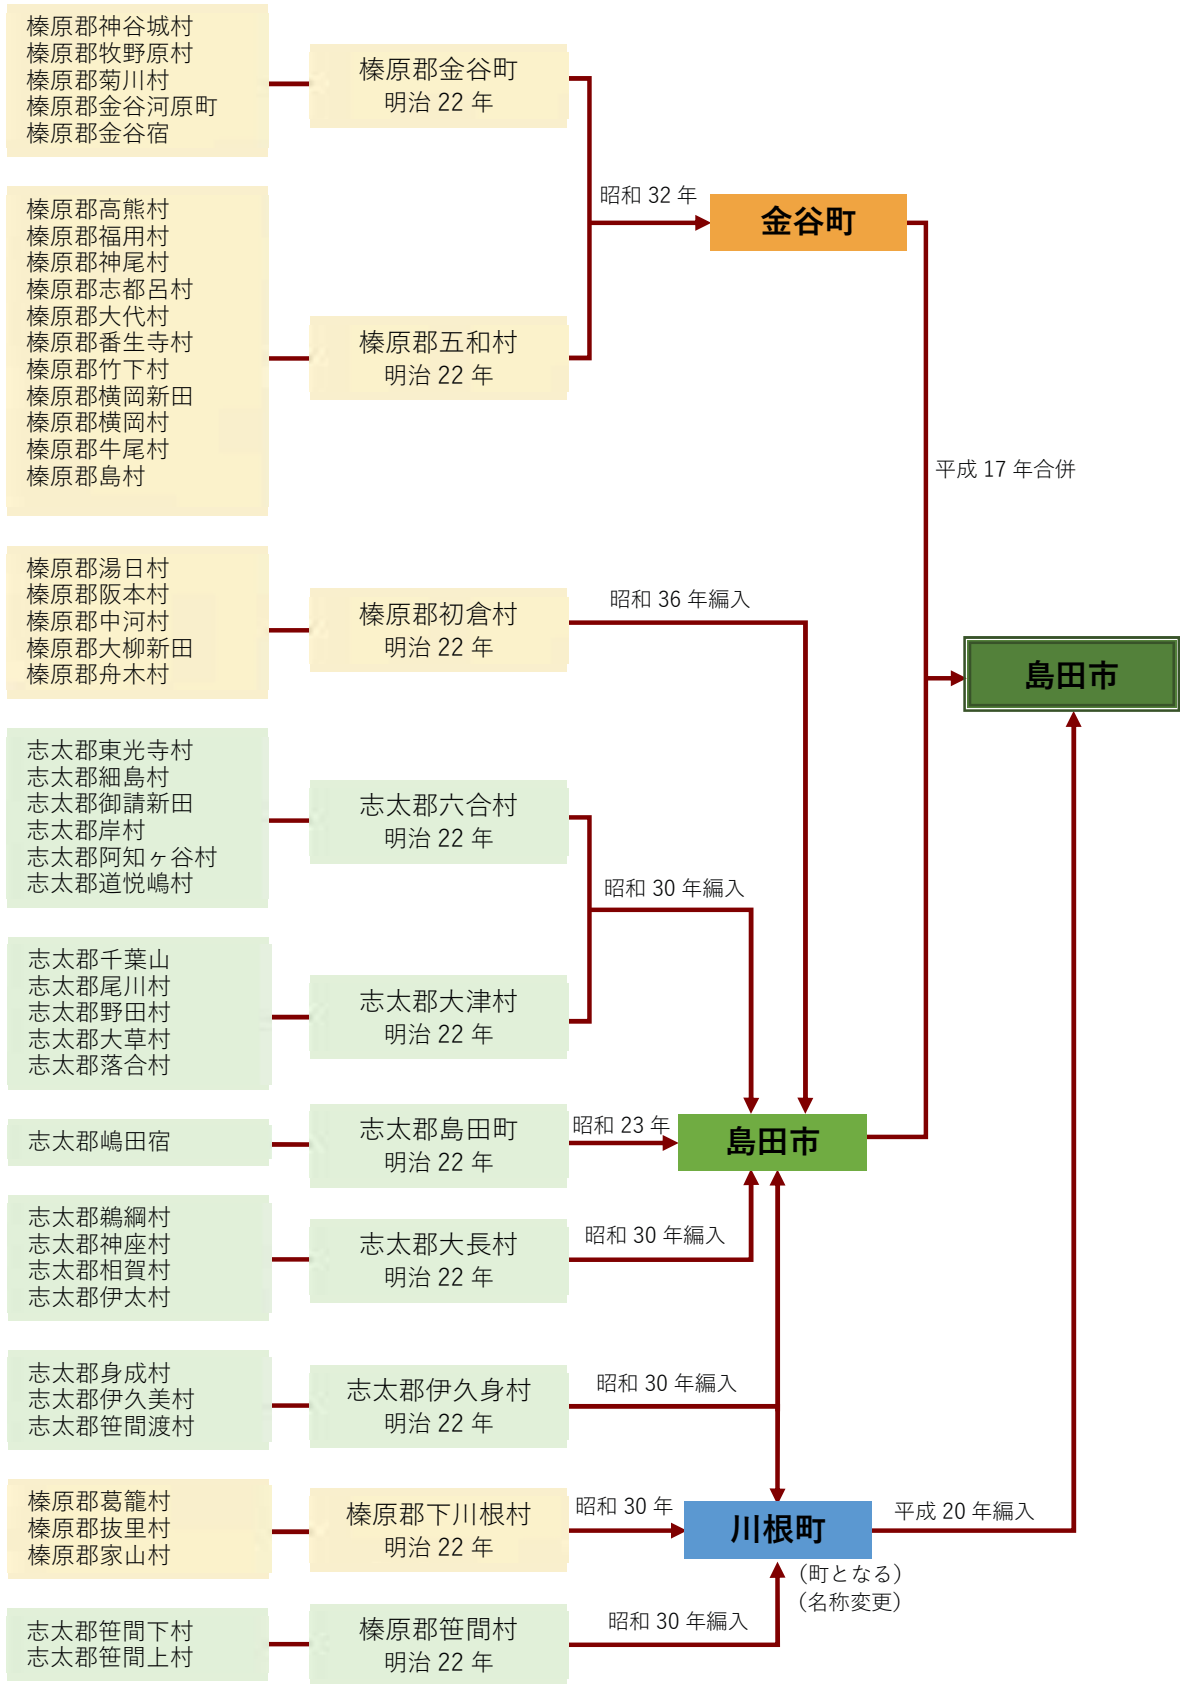 榛原郡神谷城村
榛原郡牧野原村
榛原郡菊川村
榛原郡金谷河原町
榛原郡金谷宿
榛原郡金谷町
明治 22 年
榛原郡高熊村
榛原郡福用村
榛原郡神尾村
榛原郡志都呂村
榛原郡大代村
榛原郡番生寺村
榛原郡竹下村
榛原郡横岡新田
榛原郡横岡村
榛原郡牛尾村
榛原郡島村
榛原郡五和村
明治 22 年
昭和 32 年
金谷町
平成 17 年合併
榛原郡湯日村
榛原郡阪本村
榛原郡中河村
榛原郡大柳新田
榛原郡舟木村
榛原郡初倉村
明治 22 年
昭和 36 年編入
島田市
志太郡東光寺村
志太郡細島村
志太郡御請新田
志太郡岸村
志太郡阿知ヶ谷村
志太郡道悦嶋村
志太郡六合村
明治 22 年
昭和 30 年編入
志太郡千葉山
志太郡尾川村
志太郡野田村
志太郡大草村
志太郡落合村
志太郡大津村
明治 22 年
志太郡嶋田宿
志太郡島田町
明治 22 年
昭和 23 年
島田市
志太郡鵜綱村
志太郡神座村
志太郡相賀村
志太郡伊太村
志太郡大長村
明治 22 年
昭和 30 年編入
志太郡身成村
志太郡伊久美村
志太郡笹間渡村
志太郡伊久身村
明治 22 年
昭和 30 年編入
榛原郡葛籠村
榛原郡抜里村
榛原郡家山村
榛原郡下川根村
明治 22 年
昭和 30 年
川根町
平成 20 年編入
（町となる）
（名称変更）
志太郡笹間下村
志太郡笹間上村
榛原郡笹間村
明治 22 年
昭和 30 年編入